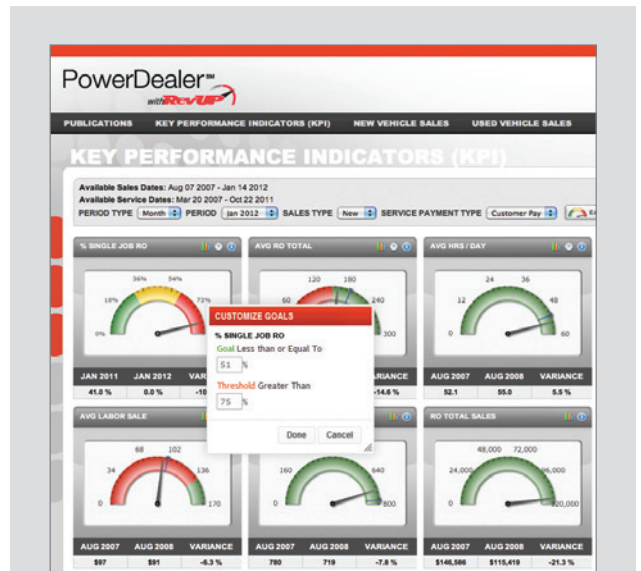 PowerDealer℠
with RevUP
PUBLICATIONS KEY PERFORMANCE INDICATORS (KPI) NEW VEHICLE SALES USED VEHICLE SALES
KEY PERFORMANCE INDICATORS (KPI)
Available Sales Dates: Aug 07 2007 - Jan 14 2012
Available Service Dates: Mar 20 2007 - Oct 22 2011
PERIOD TYPE Month PERIOD Jan 2012 SALES TYPE New SERVICE PAYMENT TYPE Customer Pay
% SINGLE JOB RO AVG RO TOTAL AVG HRS / DAY
36% 54% 120 180 24 36
18% 72% 60 240 12 48
0% 300 0 60
CUSTOMIZE GOALS
% SINGLE JOB RO
Goal Less than or Equal To
51 %
Threshold Greater Than
75 %
Done Cancel
JAN 2011 JAN 2012 AUG 2007 AUG 2008 VARIANCE
41.0 % 0.0 % -14.6 % 52.1 55.0 5.5 %
AVG LABOR SALE RO TOTAL SALES
68 102 48,000 72,000
34 136 160 640 24,000 96,000
0 170 0 800 0
AUG 2007 AUG 2008 VARIANCE AUG 2007 AUG 2008 VARIANCE AUG 2007 AUG 2008 VARIANCE
$97 $91 -6.3 % 780 719 -7.8 % $146,586 $115,419 -21.3 %